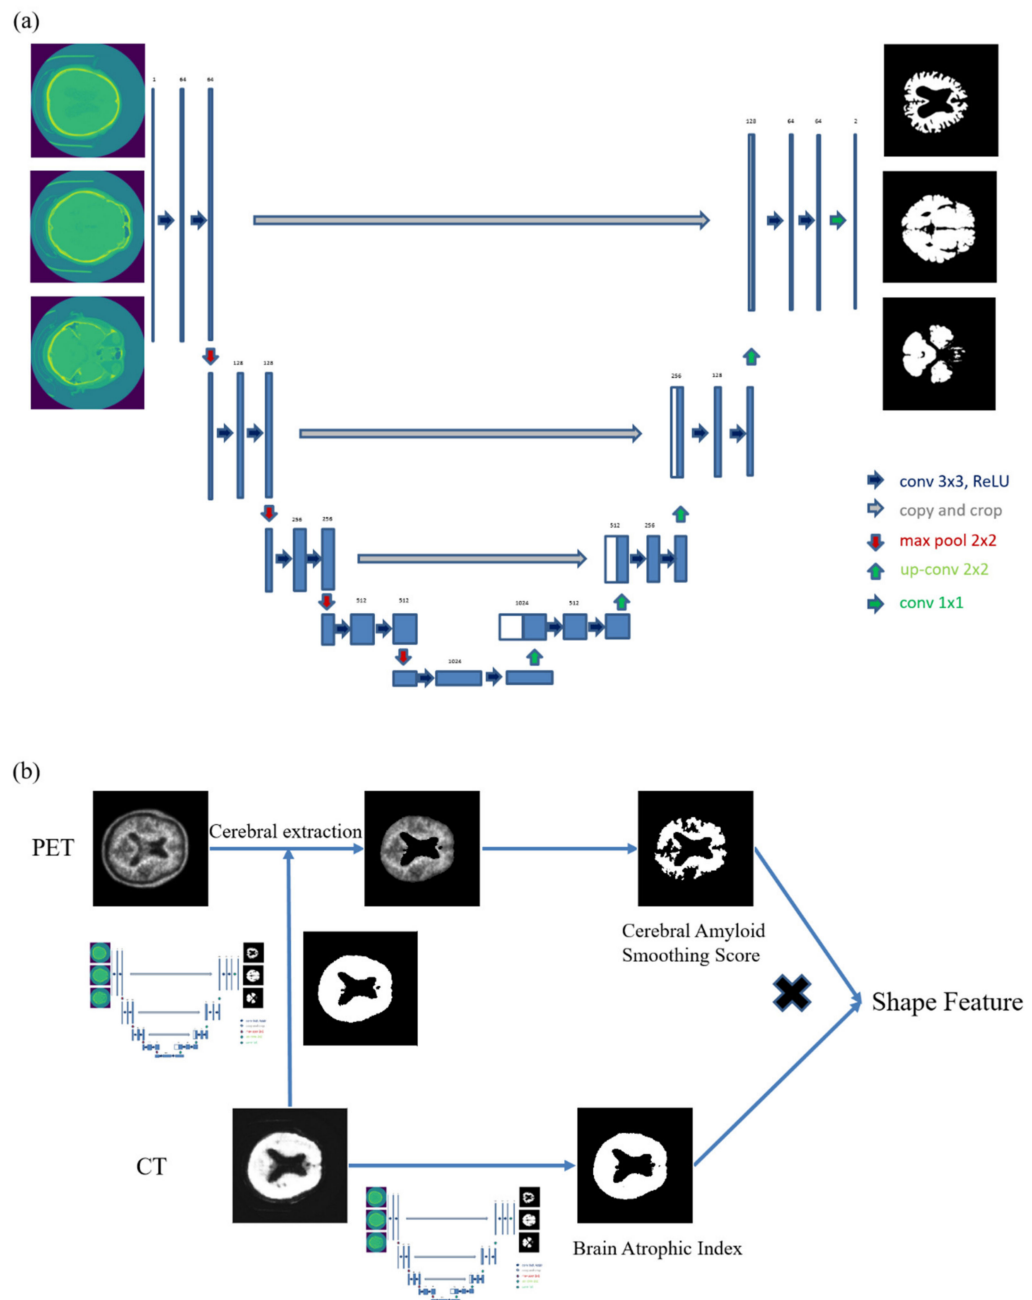 (a)
1 64 64
128 64 64 2
128 128
256 128
256 256
512 256
512 512
1024 512
1024
conv 3x3, ReLU
copy and crop
max pool 2x2
up-conv 2x2
conv 1x1
(b)
PET
Cerebral extraction
Cerebral Amyloid
Smoothing Score
Shape Feature
CT
Brain Atrophic Index